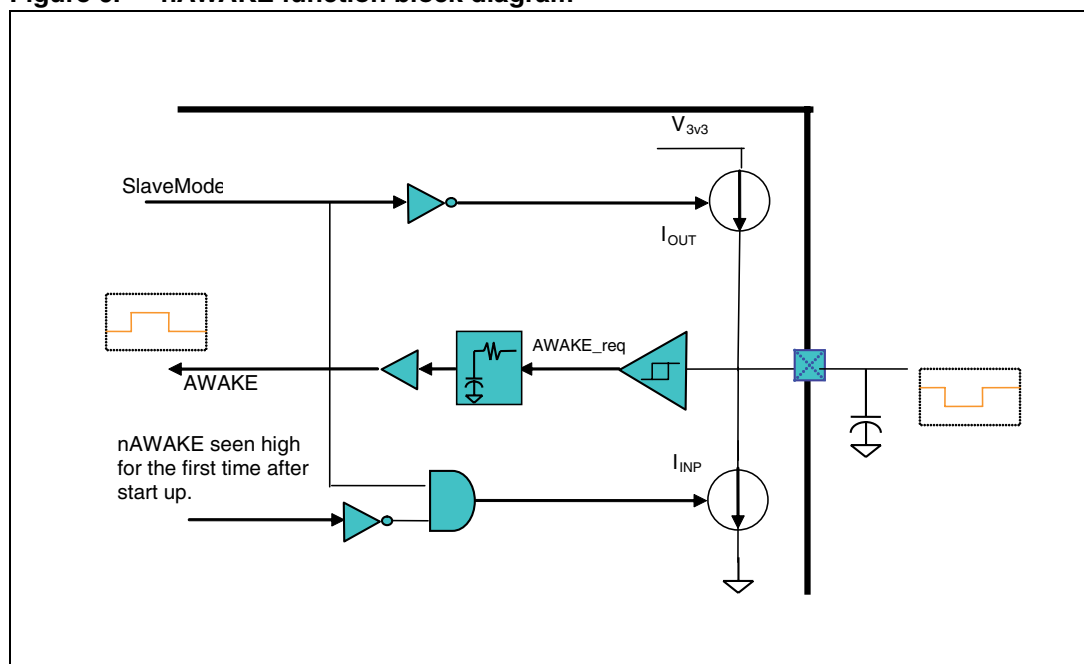 V3v3
SlaveMode
IOUT
AWAKE_req
AWAKE
nAWAKE seen high
for the first time after
start up.
IINP